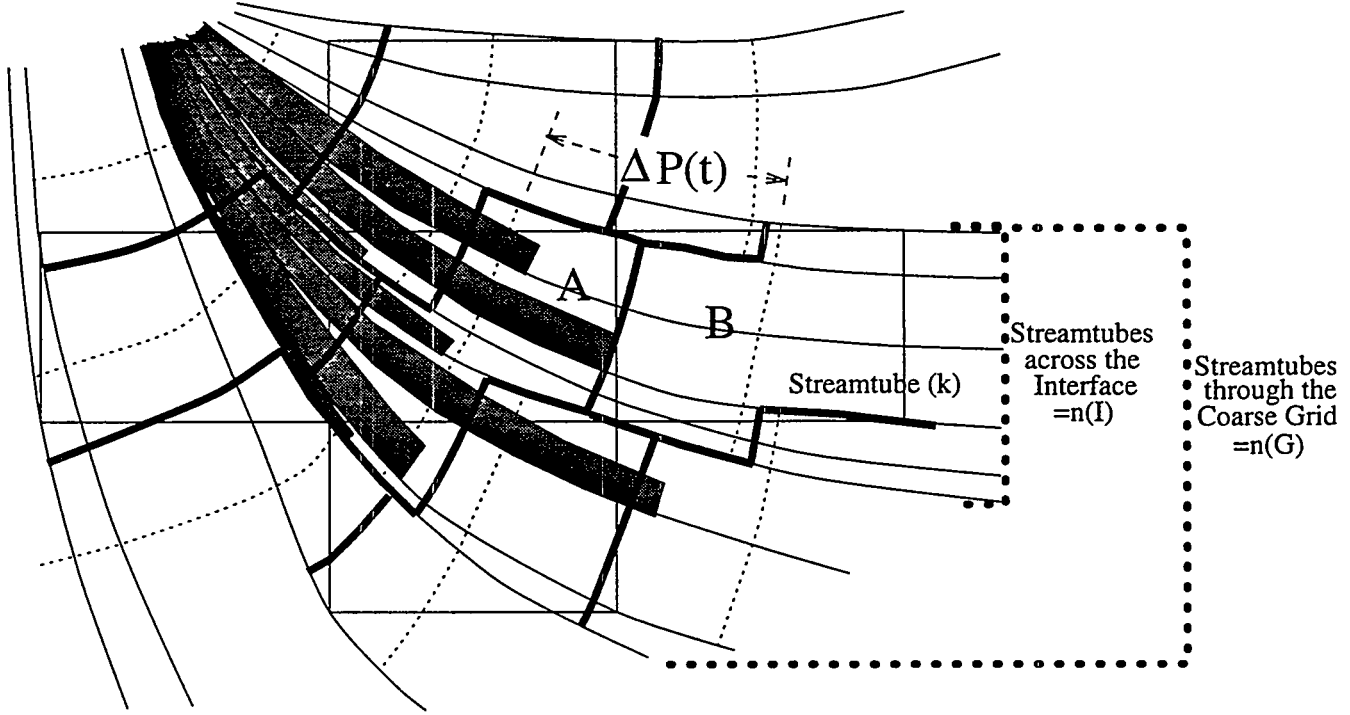 ΔP(t)
A
B
Streamtube (k)
Streamtubes
across the
Interface
=n(I)
Streamtubes
through the
Coarse Grid
=n(G)